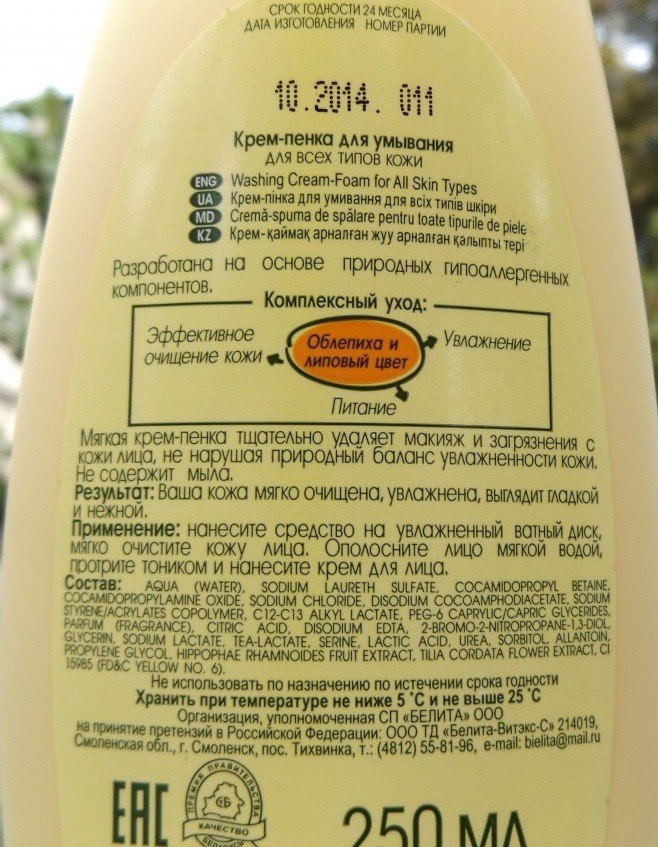 СРОК ГОДНОСТИ 24 МЕСЯЦА
ДАТА ИЗГОТОВЛЕНИЯ НОМЕР ПАРТИИ
10.2014. 011
Крем-пенка для умывания
для всех типов кожи
ENG Washing Cream-Foam for All Skin Types
UA Крем-пінка для умивання для всіх типів шкіри
MD Cremă-spuma de spălare pentru toate tipurile de piele
KZ Крем-қаймақ арналған жуу арналған қалыпты тері
Разработана на основе природных гипоаллергенных
компонентов.
Комплексный уход:
Эффективное
очищение кожи
Облепиха и
липовый цвет
Увлажнение
Питание
Мягкая крем-пенка тщательно удаляет макияж и загрязнения с
кожи лица, не нарушая природный баланс увлажненности кожи.
Не содержит мыла.
Результат: Ваша кожа мягко очищена, увлажнена, выглядит гладкой
и нежной.
Применение: нанесите средство на увлажненный ватный диск,
мягко очистите кожу лица. Ополосните лицо мягкой водой,
протрите тоником и нанесите крем для лица.
Состав: AQUA (WATER), SODIUM LAURETH SULFATE, COCAMIDOPROPYL BETAINE,
COCAMIDOPROPYLAMINE OXIDE, SODIUM CHLORIDE, DISODIUM COCOAMPHODIACETATE, SODIUM
STYRENE/ACRYLATES COPOLYMER, C12-C13 ALKYL LACTATE, PEG-6 CAPRYLIC/CAPRIC GLYCERIDES,
PARFUM (FRAGRANCE), CITRIC ACID, DISODIUM EDTA, 2-BROMO-2-NITROPROPANE-1,3-DIOL,
GLYCERIN, SODIUM LACTATE, TEA-LACTATE, SERINE, LACTIC ACID, UREA, SORBITOL, ALLANTOIN,
PROPYLENE GLYCOL, HIPPOPHAE RHAMNOIDES FRUIT EXTRACT, TILIA CORDATA FLOWER EXTRACT, CI
15985 (FD&C YELLOW NO. 6).
Не использовать по назначению по истечении срока годности
Хранить при температуре не ниже 5 °С и не выше 25 °С
Организация, уполномоченная СП «БЕЛИТА» ООО
на принятие претензий в Российской Федерации: ООО ТД «Белита-Витэкс-С» 214019,
Смоленская обл., г. Смоленск, пос. Тихвинка, т.: (4812) 55-81-96, e-mail: bielita@mail.ru
ЕАС
ПРЕМИЯ ПРАВИТЕЛЬСТВА
КАЧЕСТВО
250 мл